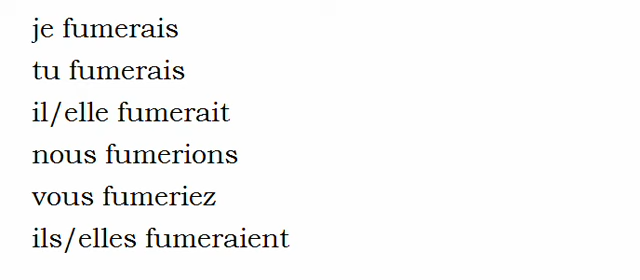 je fumerais
tu fumerais
il/elle fumerait
nous fumerions
vous fumeriez
ils/elles fumeraient